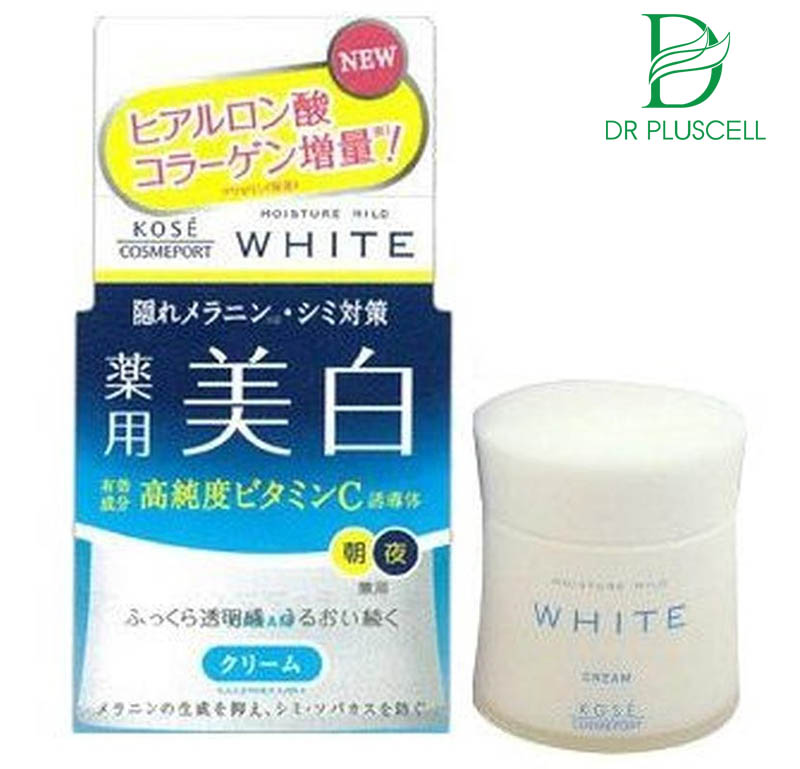 DR PLUSCELL
NEW
ヒアルロン酸
コラーゲン増量※1!
MOISTURE MILD
KOSÉ
COSMEPORT
WHITE
隠れメラニン・シミ対策
薬用
美白
有効成分
高純度ビタミンC誘導体
朝 夜
兼用
ふっくら透明感 うるおい続く
クリーム
メラニンの生成を抑え、シミ・ソバカスを防ぐ
MOISTURE MILD
WHITE
CREAM
KOSÉ
COSMEPORT